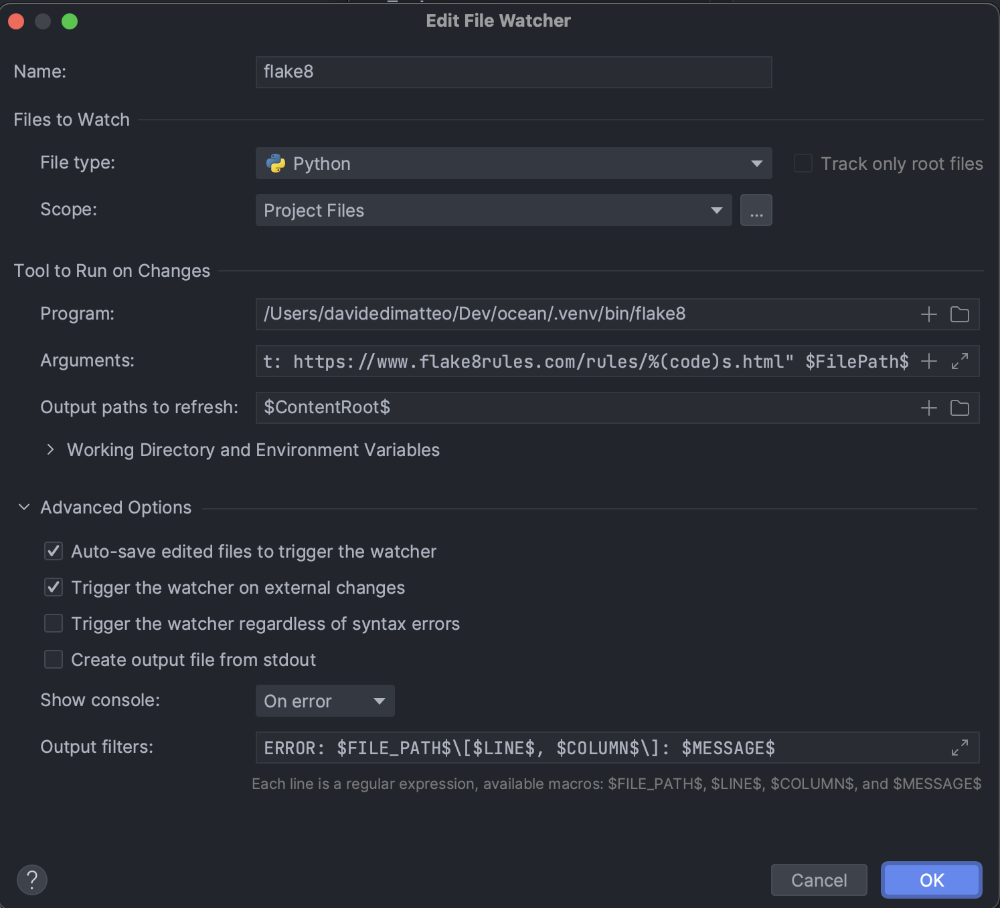 Edit File Watcher
Name: flake8
Files to Watch
File type: Python Track only root files
Scope: Project Files ...
Tool to Run on Changes
Program: /Users/davidedimatteo/Dev/ocean/.venv/bin/flake8
Arguments: t: https://www.flake8rules.com/rules/%(code)s.html" $FilePath$
Output paths to refresh: $ContentRoot$
Working Directory and Environment Variables
Advanced Options
Auto-save edited files to trigger the watcher
Trigger the watcher on external changes
Trigger the watcher regardless of syntax errors
Create output file from stdout
Show console: On error
Output filters: ERROR: $FILE_PATH$\[$LINE$, $COLUMN$\]: $MESSAGE$
Each line is a regular expression, available macros: $FILE_PATH$, $LINE$, $COLUMN$, and $MESSAGE$
? Cancel OK